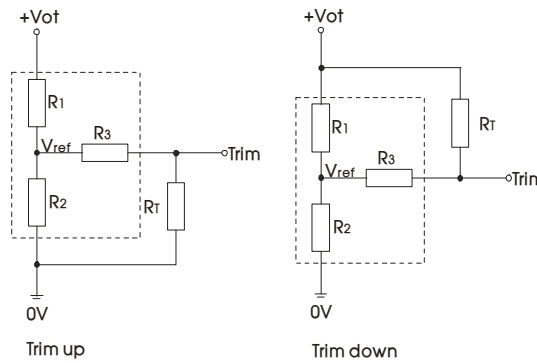 +Vot
R1
R3
Vref
Trim
R2
RT
0V
Trim up
+Vot
R1
RT
R3
Vref
Trim
R2
0V
Trim down